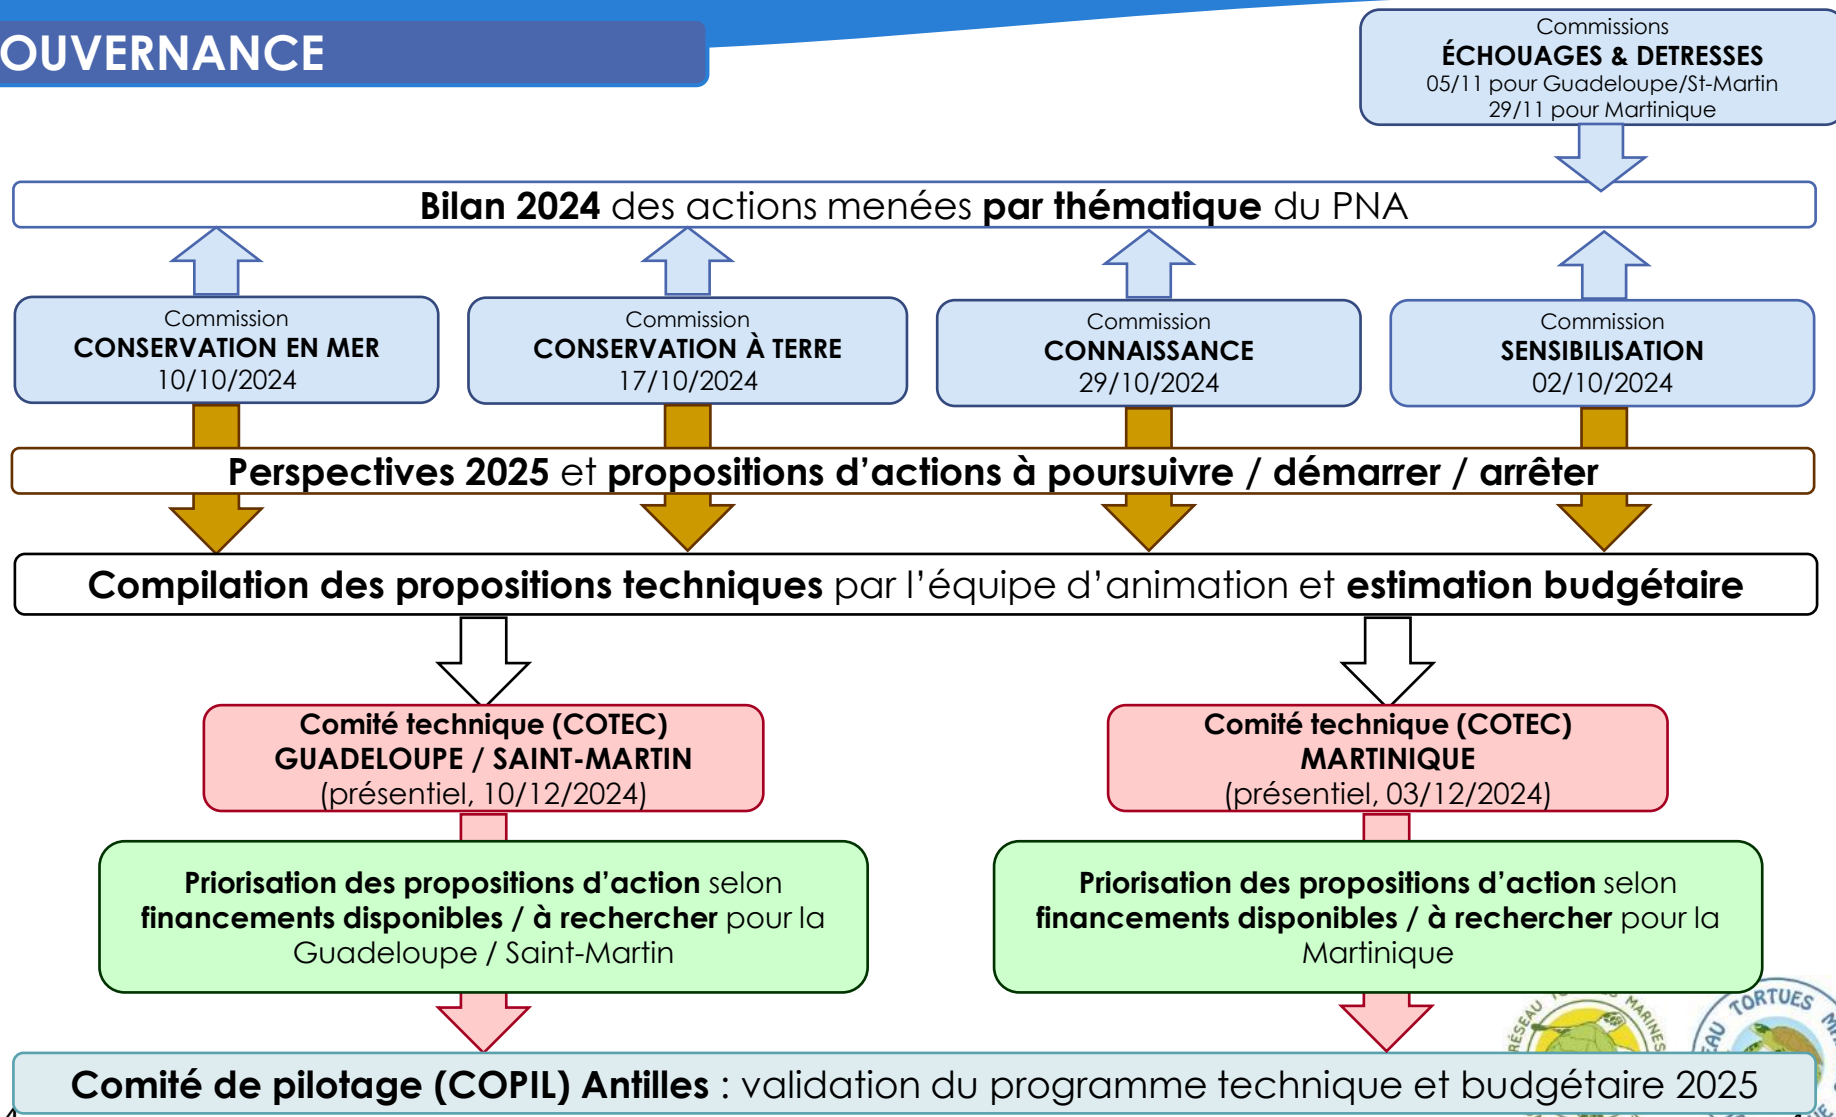 OUVERNANCE
Commissions
ÉCHOUAGES & DETRESSES
05/11 pour Guadeloupe/St-Martin
29/11 pour Martinique
Bilan 2024 des actions menées par thématique du PNA
Commission
CONSERVATION EN MER
10/10/2024
Commission
CONSERVATION À TERRE
17/10/2024
Commission
CONNAISSANCE
29/10/2024
Commission
SENSIBILISATION
02/10/2024
Perspectives 2025 et propositions d’actions à poursuivre / démarrer / arrêter
Compilation des propositions techniques par l’équipe d’animation et estimation budgétaire
Comité technique (COTEC)
GUADELOUPE / SAINT-MARTIN
(présentiel, 10/12/2024)
Comité technique (COTEC)
MARTINIQUE
(présentiel, 03/12/2024)
Priorisation des propositions d’action selon
financements disponibles / à rechercher pour la
Guadeloupe / Saint-Martin
Priorisation des propositions d’action selon
financements disponibles / à rechercher pour la
Martinique
RÉSEAU TORTUES MARINES
TORTUES
Comité de pilotage (COPIL) Antilles : validation du programme technique et budgétaire 2025